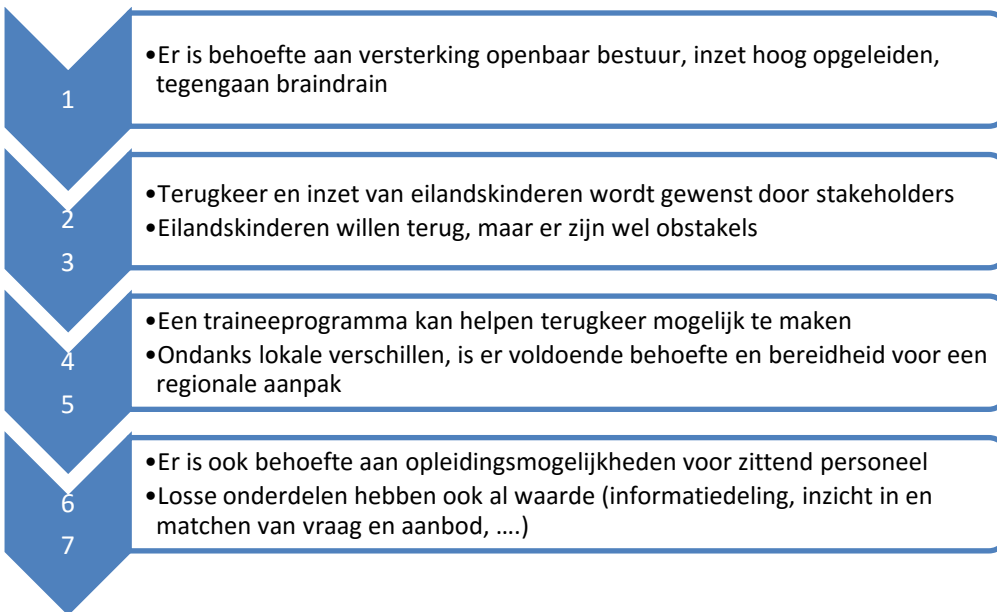 1
•Er is behoefte aan versterking openbaar bestuur, inzet hoog opgeleiden,
tegengaan braindrain
2
3
•Terugkeer en inzet van eilandskinderen wordt gewenst door stakeholders
•Eilandskinderen willen terug, maar er zijn wel obstakels
4
5
•Een traineeprogramma kan helpen terugkeer mogelijk te maken
•Ondanks lokale verschillen, is er voldoende behoefte en bereidheid voor een
regionale aanpak
6
7
•Er is ook behoefte aan opleidingsmogelijkheden voor zittend personeel
•Losse onderdelen hebben ook al waarde (informatiedeling, inzicht in en
matchen van vraag en aanbod, ....)